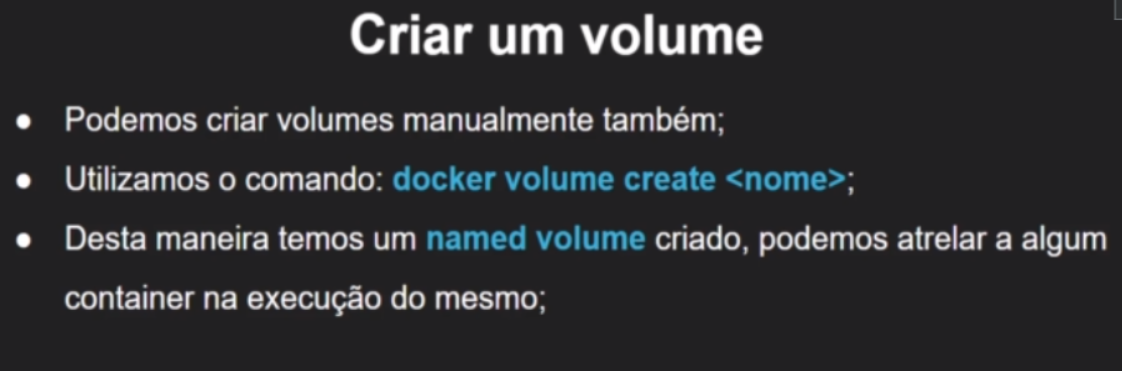 Criar um volume
● Podemos criar volumes manualmente também;
● Utilizamos o comando: docker volume create <nome>;
● Desta maneira temos um named volume criado, podemos atrelar a algum
container na execução do mesmo;